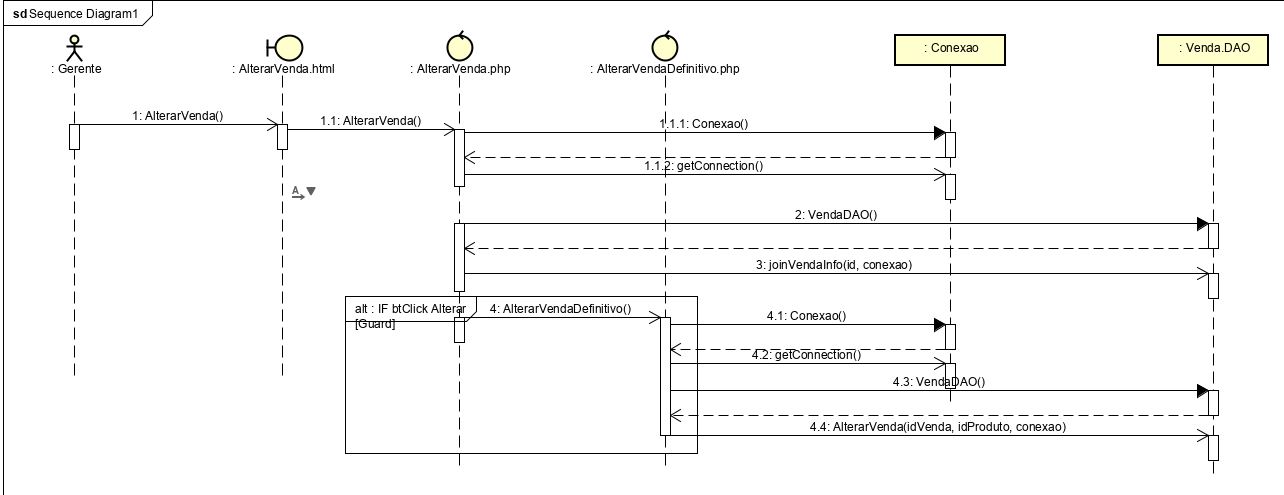 sd Sequence Diagram1
: Gerente
: AlterarVenda.html
: AlterarVenda.php
: AlterarVendaDefinitivo.php
: Conexao
: Venda.DAO
1: AlterarVenda()
1.1: AlterarVenda()
1.1.1: Conexao()
1.1.2: getConnection()
A
2: VendaDAO()
3: joinVendaInfo(id, conexao)
alt : IF btClick Alterar
[Guard]
4: AlterarVendaDefinitivo()
4.1: Conexao()
4.2: getConnection()
4.3: VendaDAO()
4.4: AlterarVenda(idVenda, idProduto, conexao)